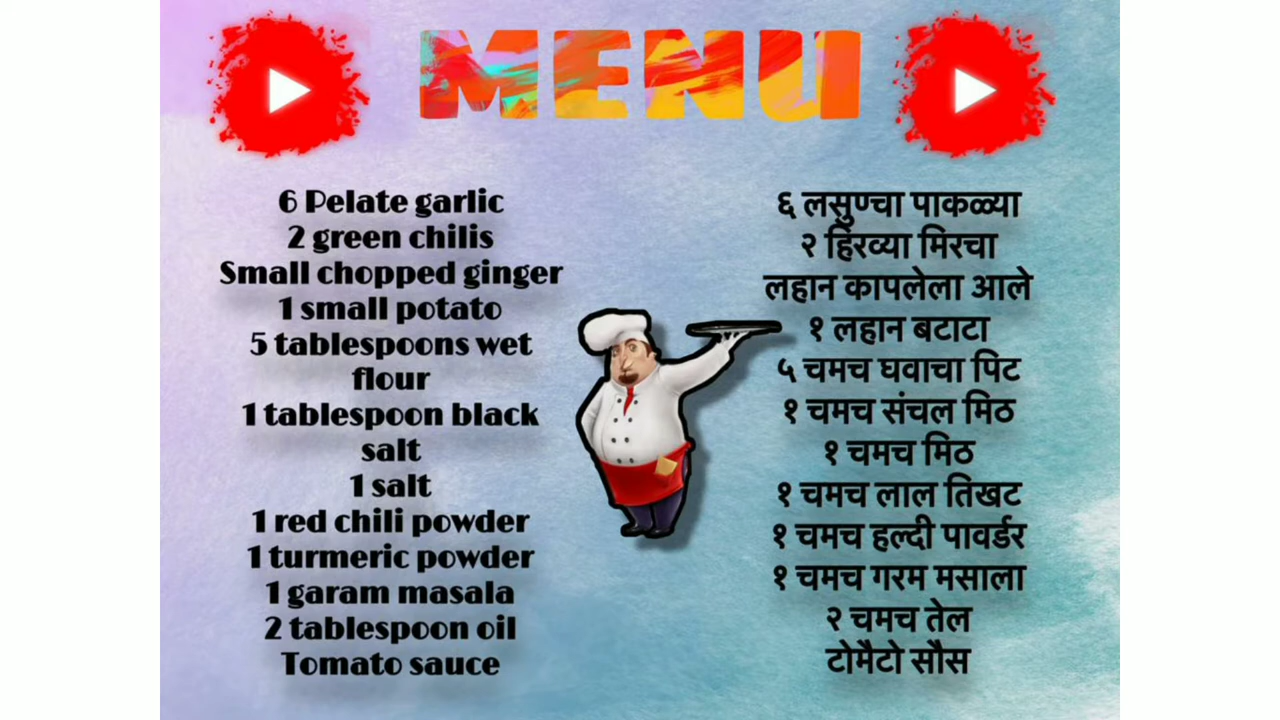 MENU
6 Pelate garlic
2 green chilis
Small chopped ginger
1 small potato
5 tablespoons wet
flour
1 tablespoon black
salt
1 salt
1 red chili powder
1 turmeric powder
1 garam masala
2 tablespoon oil
Tomato sauce
६ लसुण्चा पाकळ्या
२ हिरव्या मिरचा
लहान कापलेला आले
१ लहान बटाटा
५ चमच घवाचा पिट
१ चमच संचल मिठ
१ चमच मिठ
१ चमच लाल तिखट
१ चमच हल्दी पावर्डर
१ चमच गरम मसाला
२ चमच तेल
टोमैटो सौस